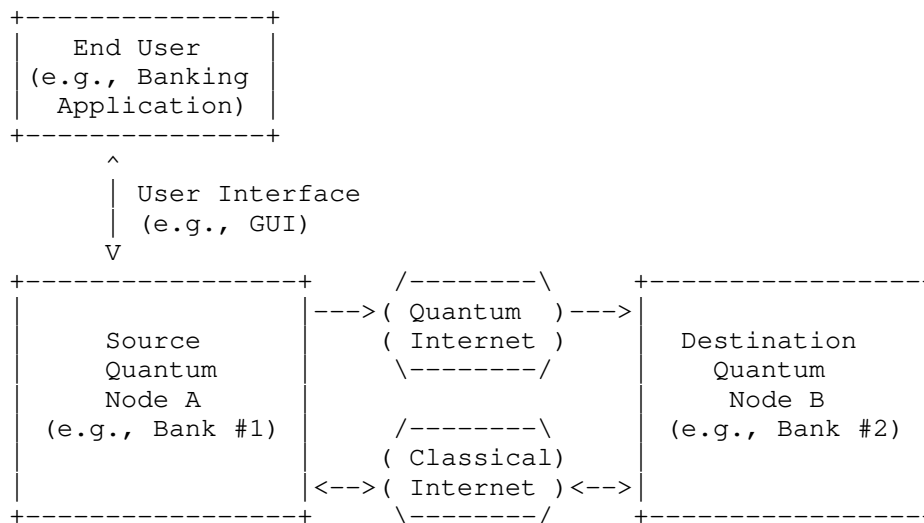 +---------------+
|   End User    |
|(e.g., Banking |
|  Application) |
+---------------+
      ^
      | User Interface
      | (e.g., GUI)
      V
+-----------------+     /--------\     +-----------------
|                 |--->( Quantum  )--->|
|     Source      |    ( Internet )    |  Destination
|     Quantum     |     \--------/     |    Quantum
|     Node A      |                    |     Node B
| (e.g., Bank #1) |     /--------\     | (e.g., Bank #2)
|                 |    ( Classical)    |
|                 |<-->( Internet )<-->|
+-----------------+     \--------/     +-----------------